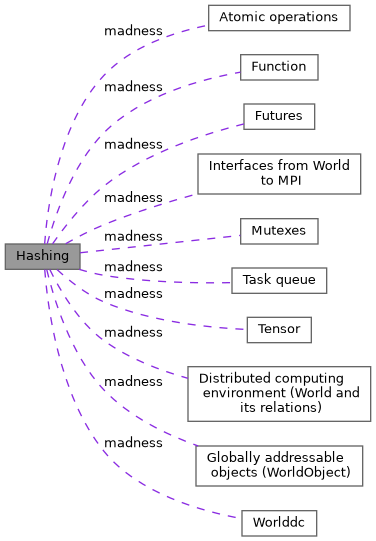 Atomic operations
madness
Function
madness
Futures
madness
Interfaces from World
to MPI
madness
Mutexes
madness
Hashing
Task queue
madness
madness
Tensor
madness
Distributed computing
environment (World and
its relations)
madness
Globally addressable
objects (WorldObject)
madness
Worlddc